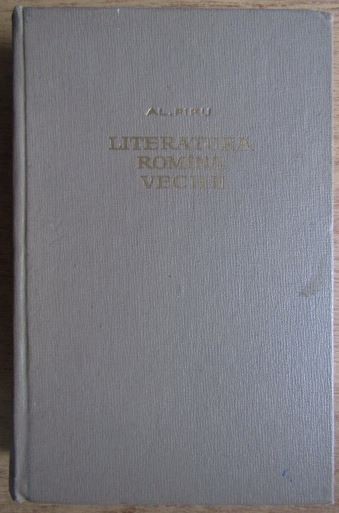 AL. PIRU
LITERATURA
ROMÎNĂ
VECHE